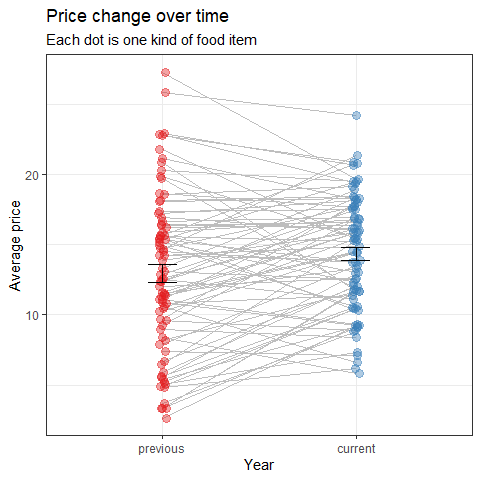 Price change over time
Each dot is one kind of food item
Average price
20
10
previous
current
Year